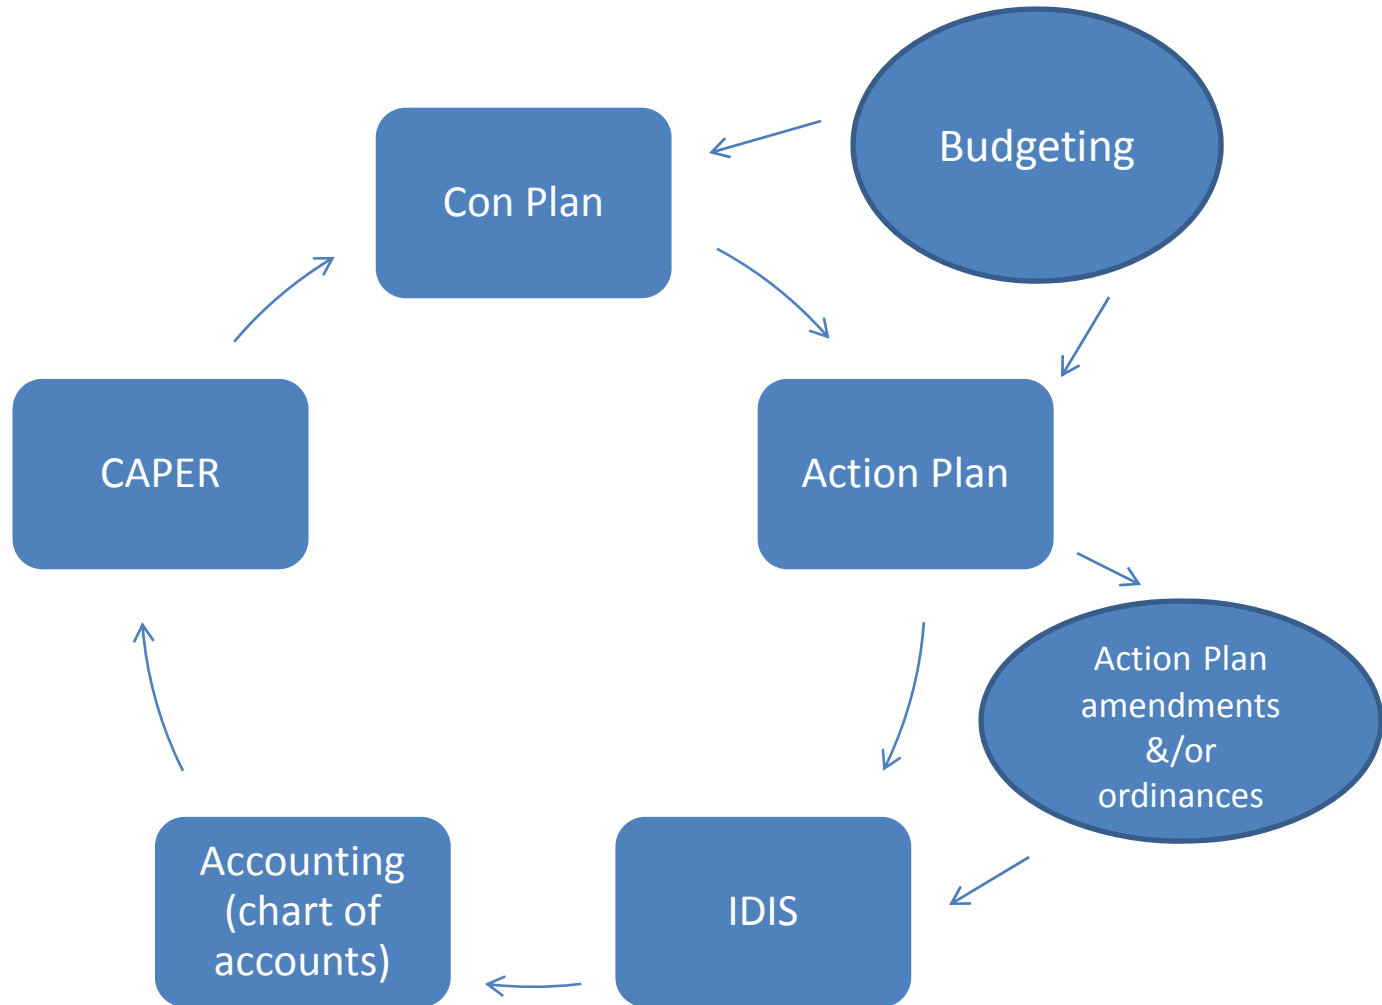 Budgeting
Con Plan
CAPER
Action Plan
Action Plan
amendments
&/or
ordinances
Accounting
(chart of
accounts)
IDIS